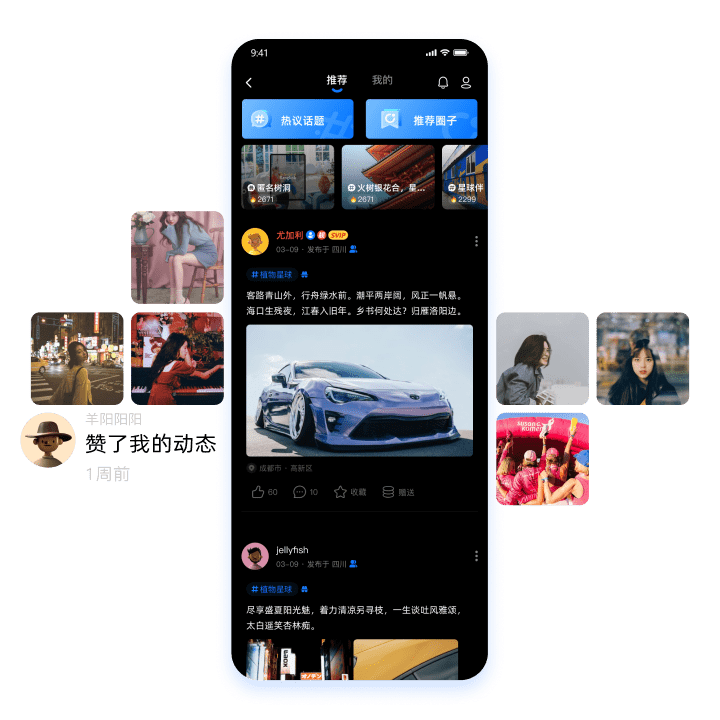 9:41
推荐
我的
热议话题
推荐圈子
匿名树洞
2671
火树银花合，星...
2671
星球伴
2299
尤加利
SVIP
03-09 · 发布于 四川
#植物星球
客路青山外，行舟绿水前。潮平两岸阔，风正一帆悬。
海口生残夜，江春入旧年。乡书何处达？归雁洛阳边。
成都市 · 高新区
60
10
收藏
赠送
jellyfish
03-09 · 发布于 四川
#植物星球
尽享盛夏阳光魅，着力清凉另寻枝，一生谈吐风雅颂，
太白遥笑杏林痴。
羊阳阳阳
赞了我的动态
1周前